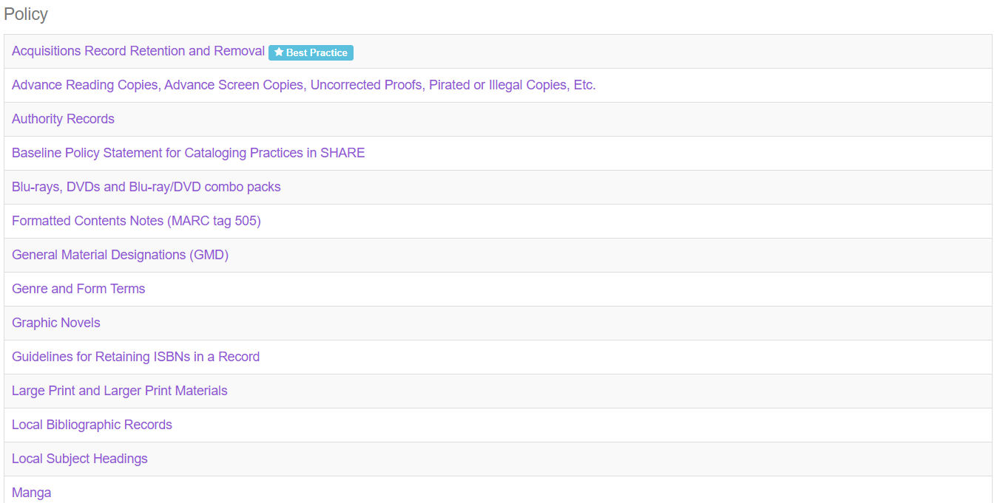 Policy
Acquisitions Record Retention and Removal Best Practice
Advance Reading Copies, Advance Screen Copies, Uncorrected Proofs, Pirated or Illegal Copies, Etc.
Authority Records
Baseline Policy Statement for Cataloging Practices in SHARE
Blu-rays, DVDs and Blu-ray/DVD combo packs
Formatted Contents Notes (MARC tag 505)
General Material Designations (GMD)
Genre and Form Terms
Graphic Novels
Guidelines for Retaining ISBNs in a Record
Large Print and Larger Print Materials
Local Bibliographic Records
Local Subject Headings
Manga